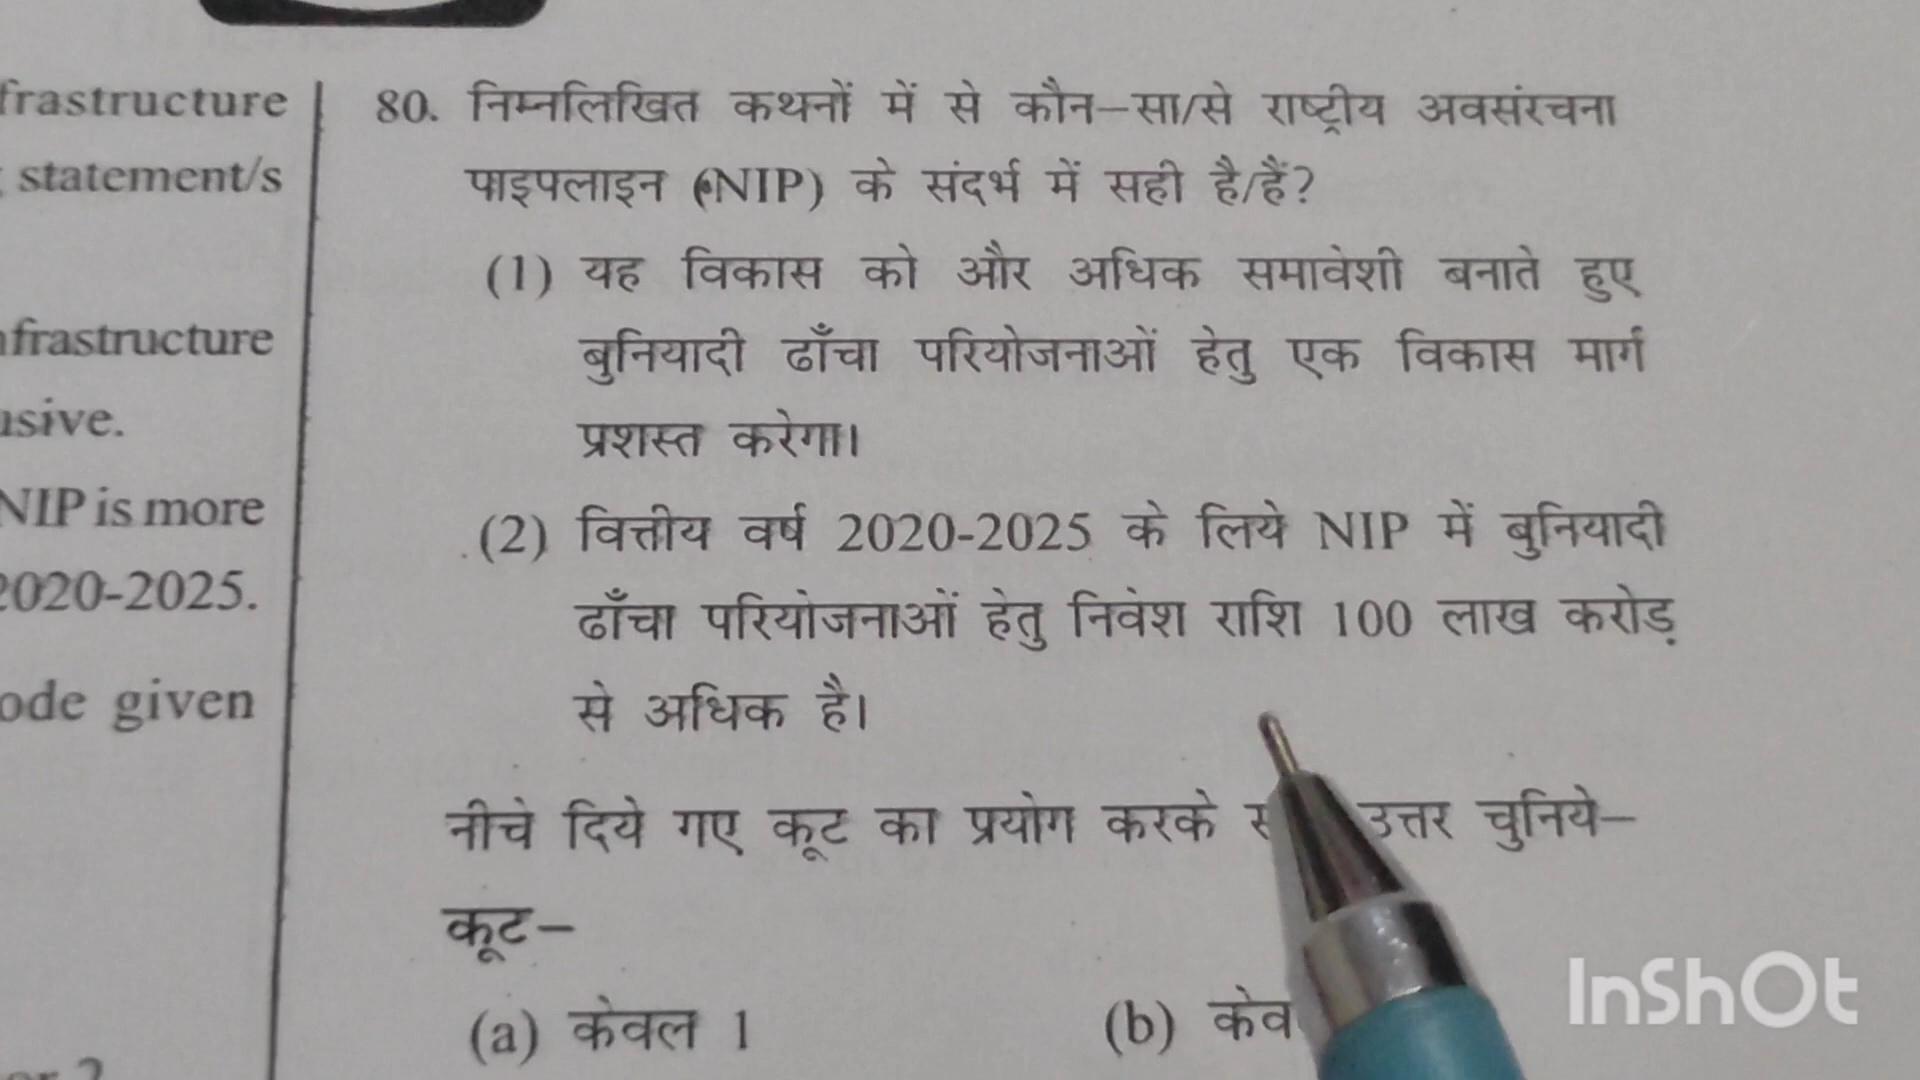 frastructure
statement/s
frastructure
sive.
NIP is more
2020-2025.
ode given
80. निम्नलिखित कथनों में से कौन–सा/से राष्ट्रीय अवसंरचना
पाइपलाइन (NIP) के संदर्भ में सही है/हैं?
(1) यह विकास को और अधिक समावेशी बनाते हुए
बुनियादी ढाँचा परियोजनाओं हेतु एक विकास मार्ग
प्रशस्त करेगा।
(2) वित्तीय वर्ष 2020-2025 के लिये NIP में बुनियादी
ढाँचा परियोजनाओं हेतु निवेश राशि 100 लाख करोड़
से अधिक है।
नीचे दिये गए कूट का प्रयोग करके उत्तर चुनिये–
कूट–
(a) केवल 1
(b) केव
InShOt